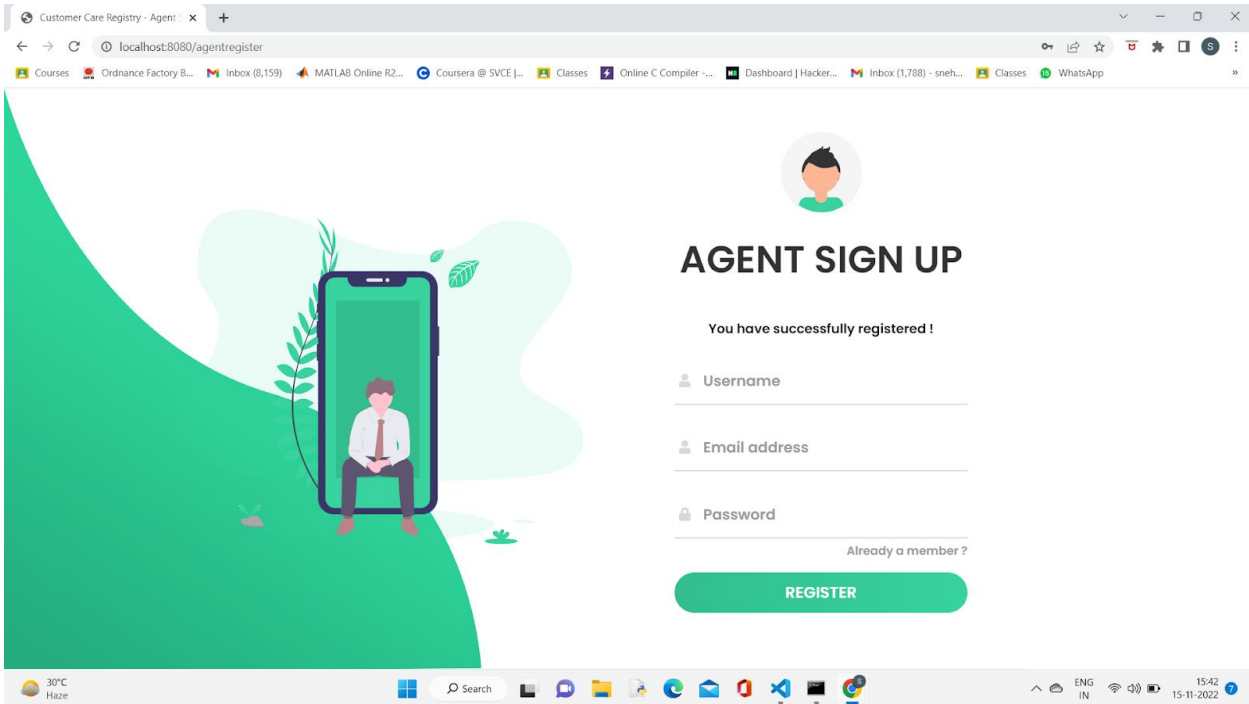 Customer Care Registry - Agent
localhost:8080/agentregister
S
Courses Ordnance Factory B... Inbox (8,159) MATLAB Online R2... Coursera @ SVCE |... Classes Online C Compiler -... Dashboard | Hacker... Inbox (1,788) - sneh... Classes 15 WhatsApp »
AGENT SIGN UP
You have successfully registered !
Username
Email address
Password
Already a member ?
REGISTER
30°C
Haze
Search
ENG
IN
15:42
15-11-2022
7